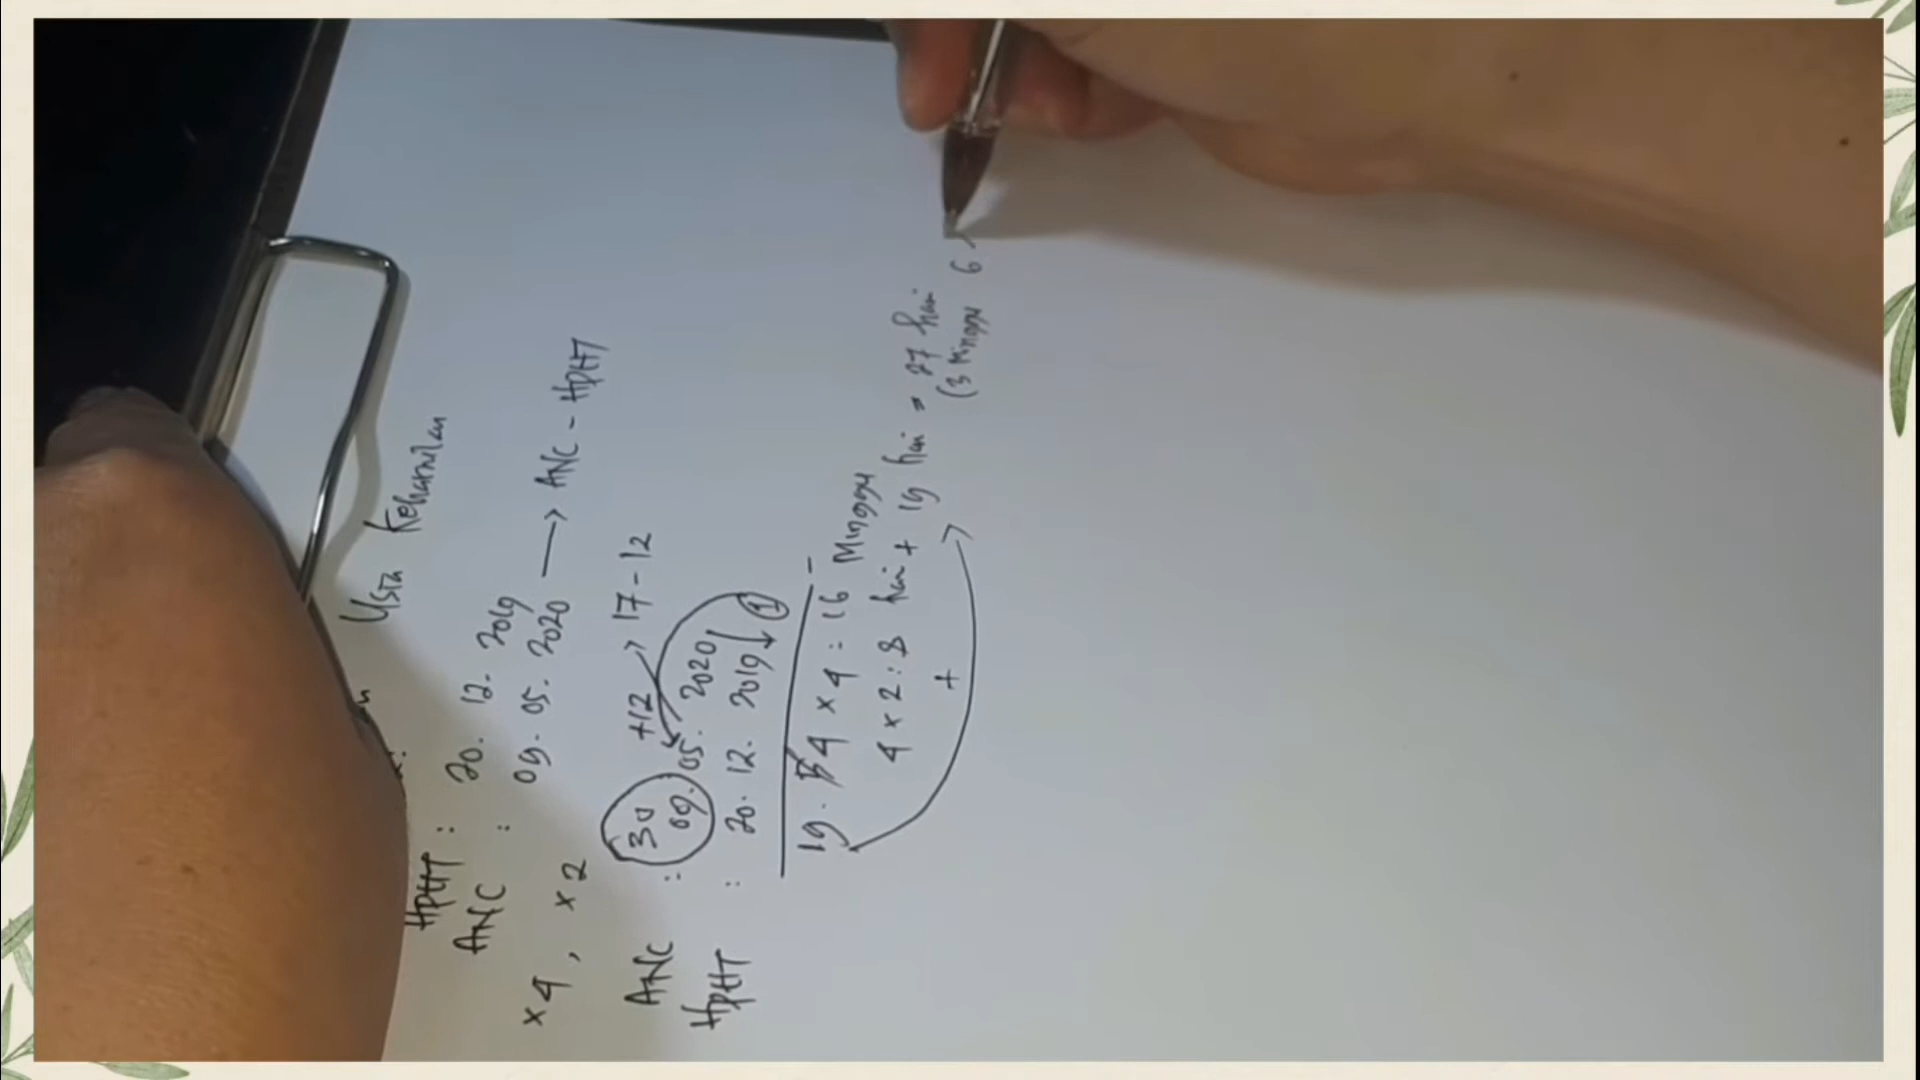 Usia Kehamilan
HPHT : 20. 12. 2019
ANC : 09. 05. 2020 → ANC - HPHT
x4, x2
30 +12 → 17-12
ANC : 09. 05. 2020
HPHT : 20. 12. 2019 1
19. 4 x 4 : 16 Minggu
4 x 2 : 8 hari + 19 hari = 27 hari
+ (3 Minggu 6